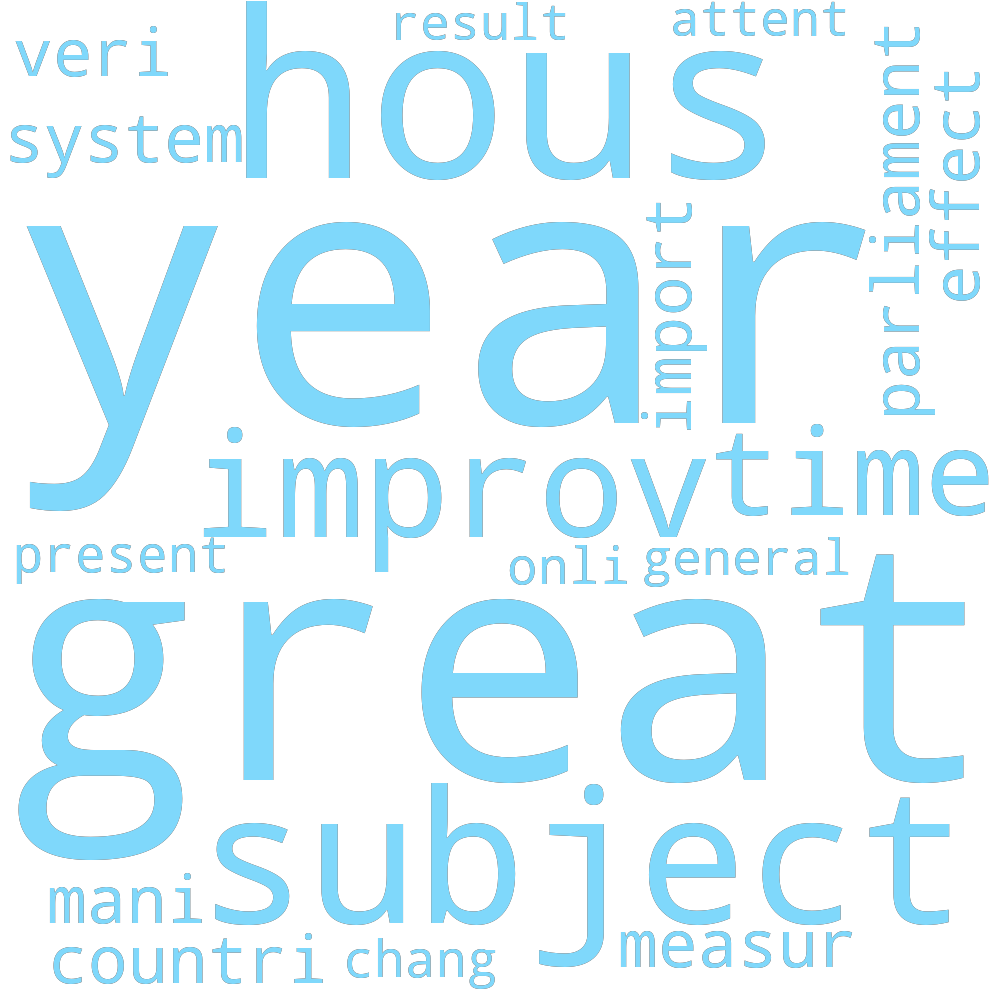 result
attent
veri
hous
system
parliament
effect
year
import
improv
time
present
onli
general
great
subject
mani
countri
chang
measur